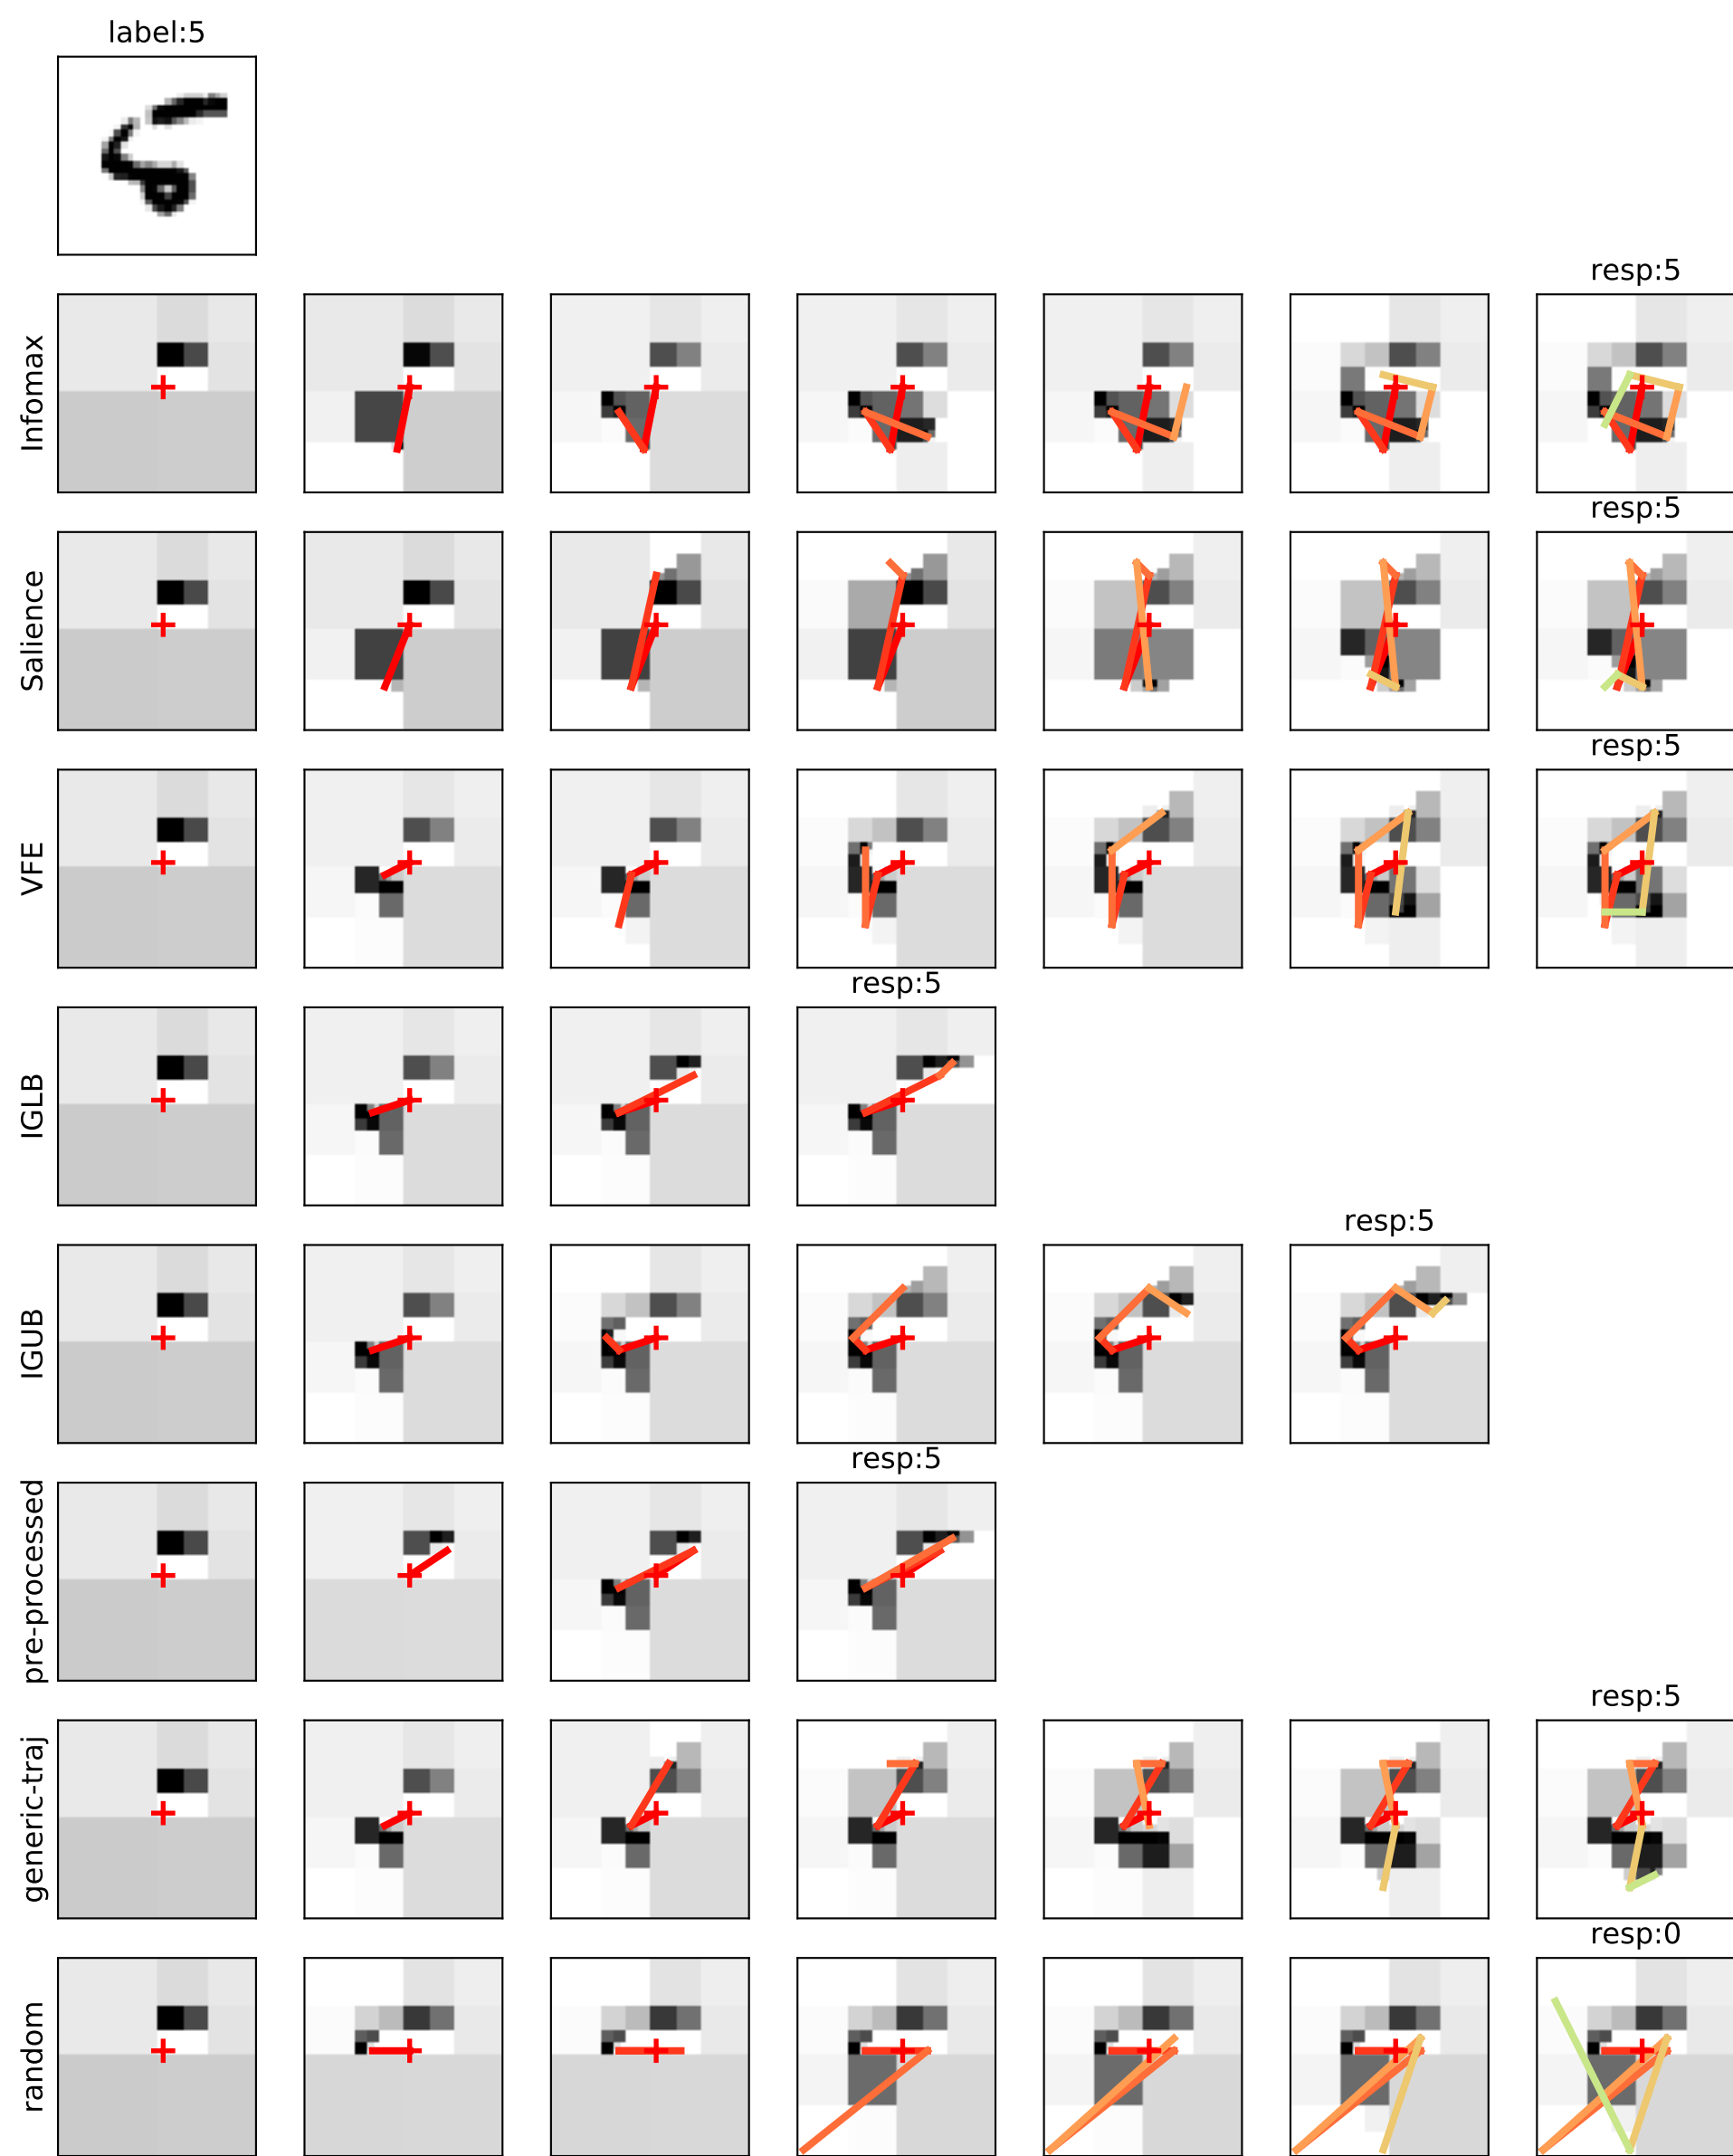 label:5
resp:5
Infomax
resp:5
Salience
resp:5
VFE
resp:5
IGLB
resp:5
IGUB
resp:5
pre-processed
resp:5
generic-traj
resp:0
random